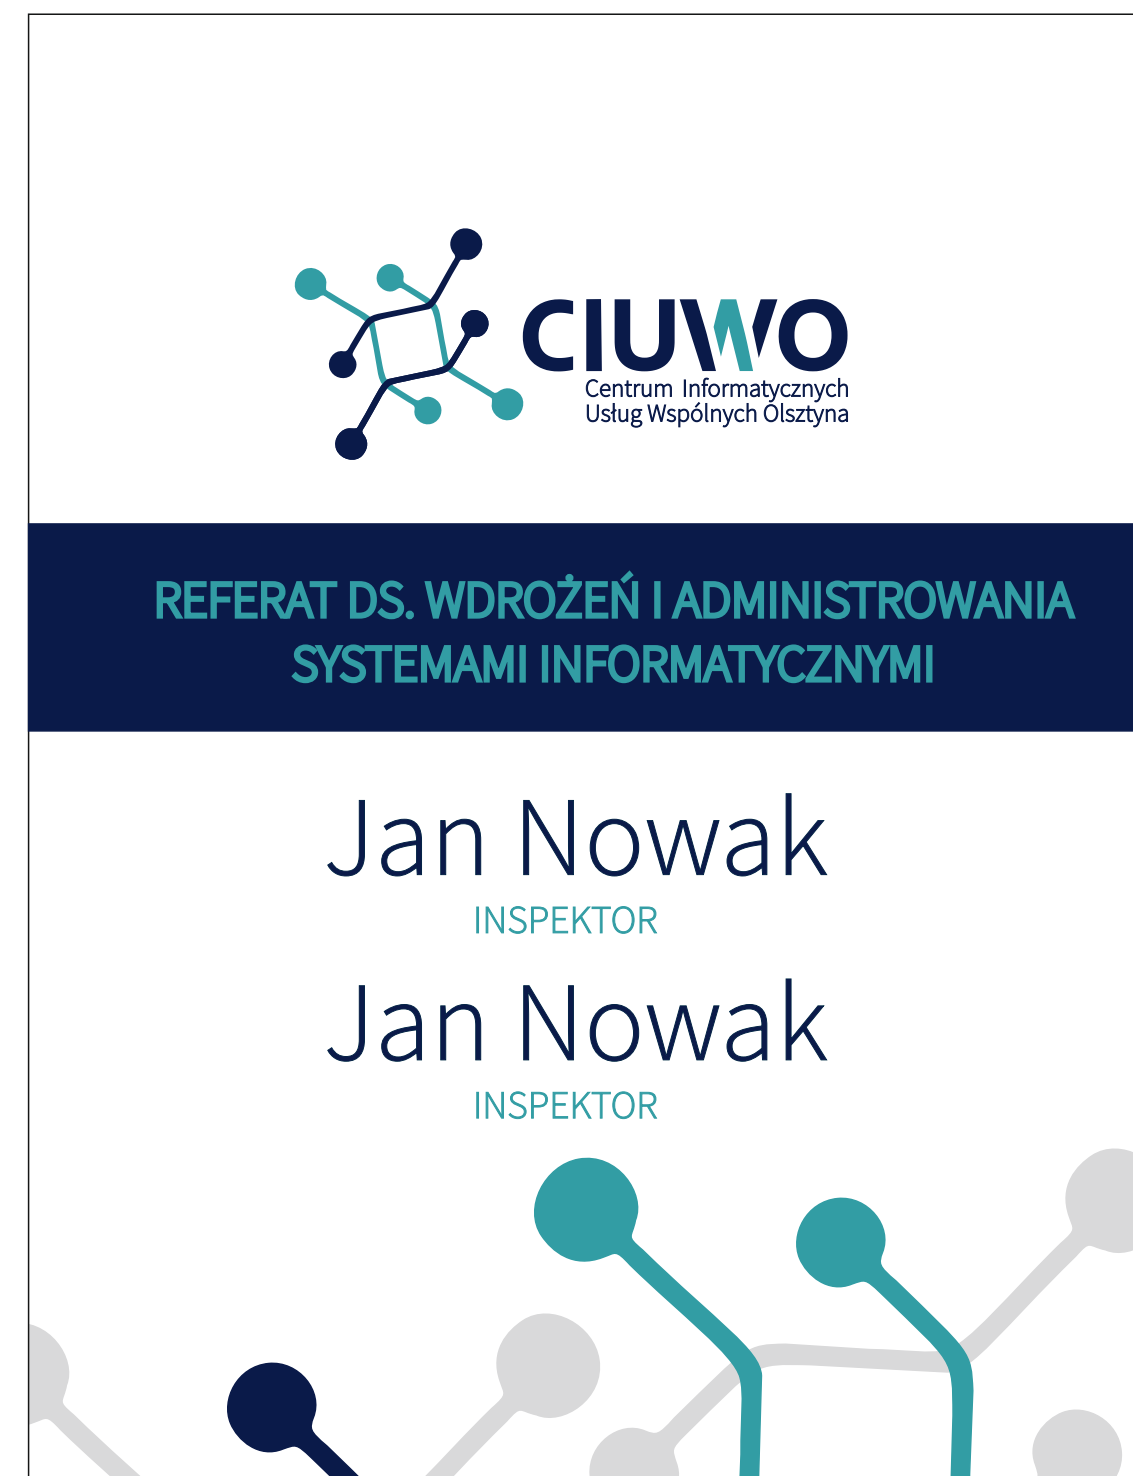 CIUWO
Centrum Informatycznych
Usług Wspólnych Olsztyna
REFERAT DS. WDROŻEŃ I ADMINISTROWANIA
SYSTEMAMI INFORMATYCZNYMI
Jan Nowak
INSPEKTOR
Jan Nowak
INSPEKTOR